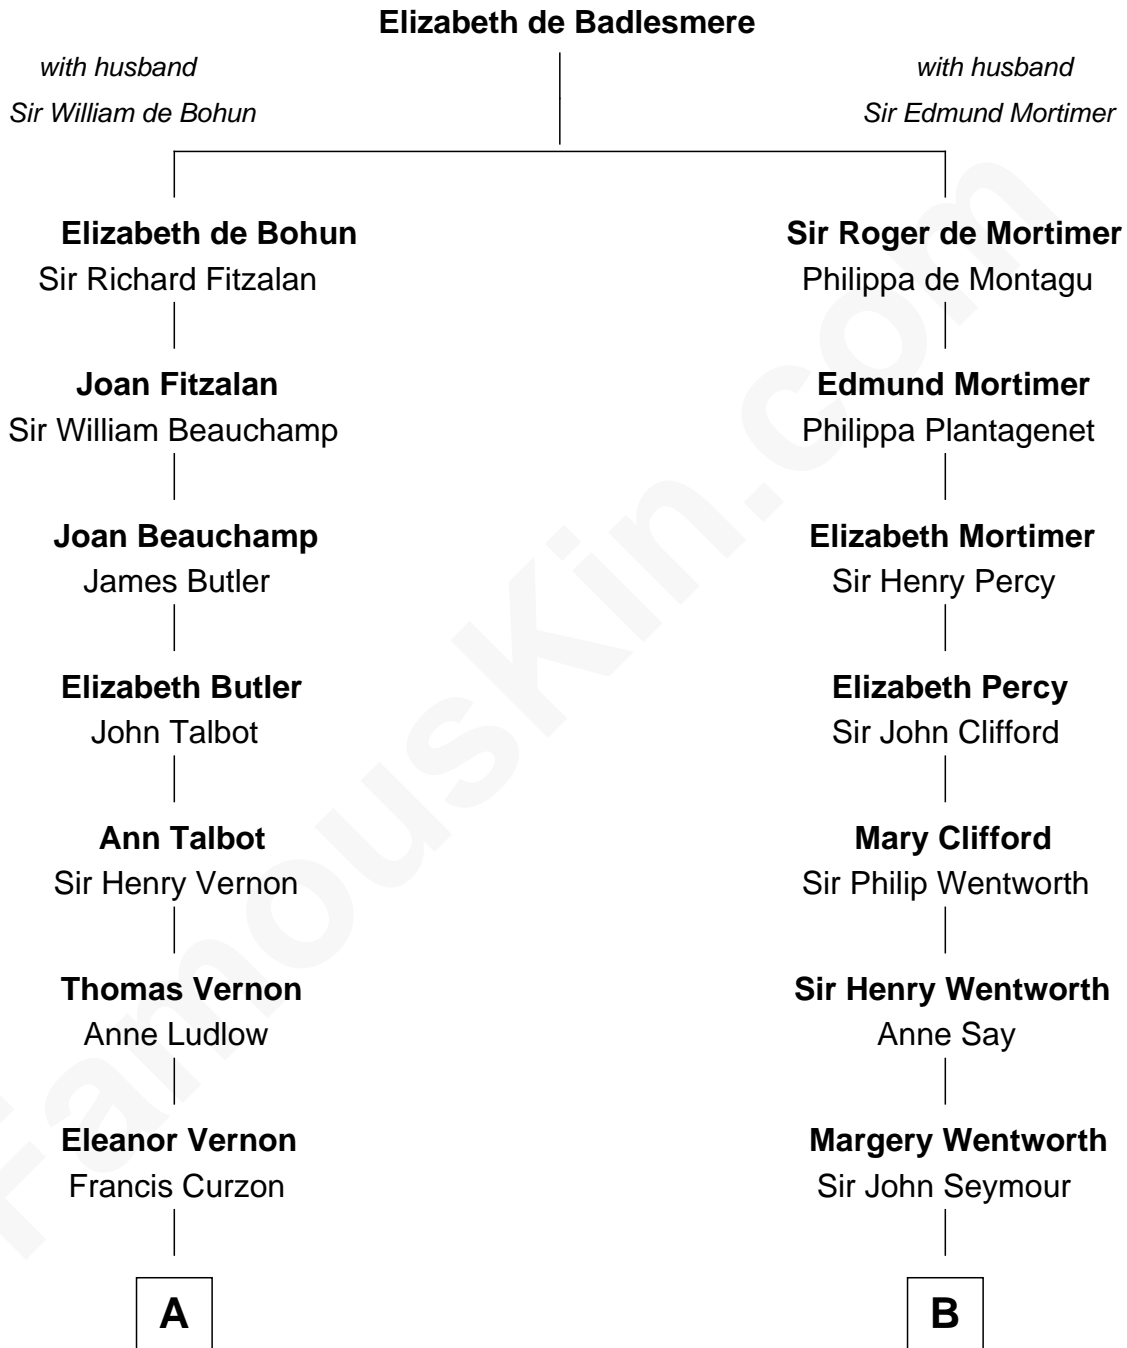 Elizabeth de Badlesmere
with husband
Sir William de Bohun
with husband
Sir Edmund Mortimer
Elizabeth de Bohun
Sir Richard Fitzalan
Sir Roger de Mortimer
Philippa de Montagu
Joan Fitzalan
Sir William Beauchamp
Edmund Mortimer
Philippa Plantagenet
Joan Beauchamp
James Butler
Elizabeth Mortimer
Sir Henry Percy
Elizabeth Butler
John Talbot
Elizabeth Percy
Sir John Clifford
Ann Talbot
Sir Henry Vernon
Mary Clifford
Sir Philip Wentworth
Thomas Vernon
Anne Ludlow
Sir Henry Wentworth
Anne Say
Eleanor Vernon
Francis Curzon
Margery Wentworth
Sir John Seymour
A
B
FamousKin.com